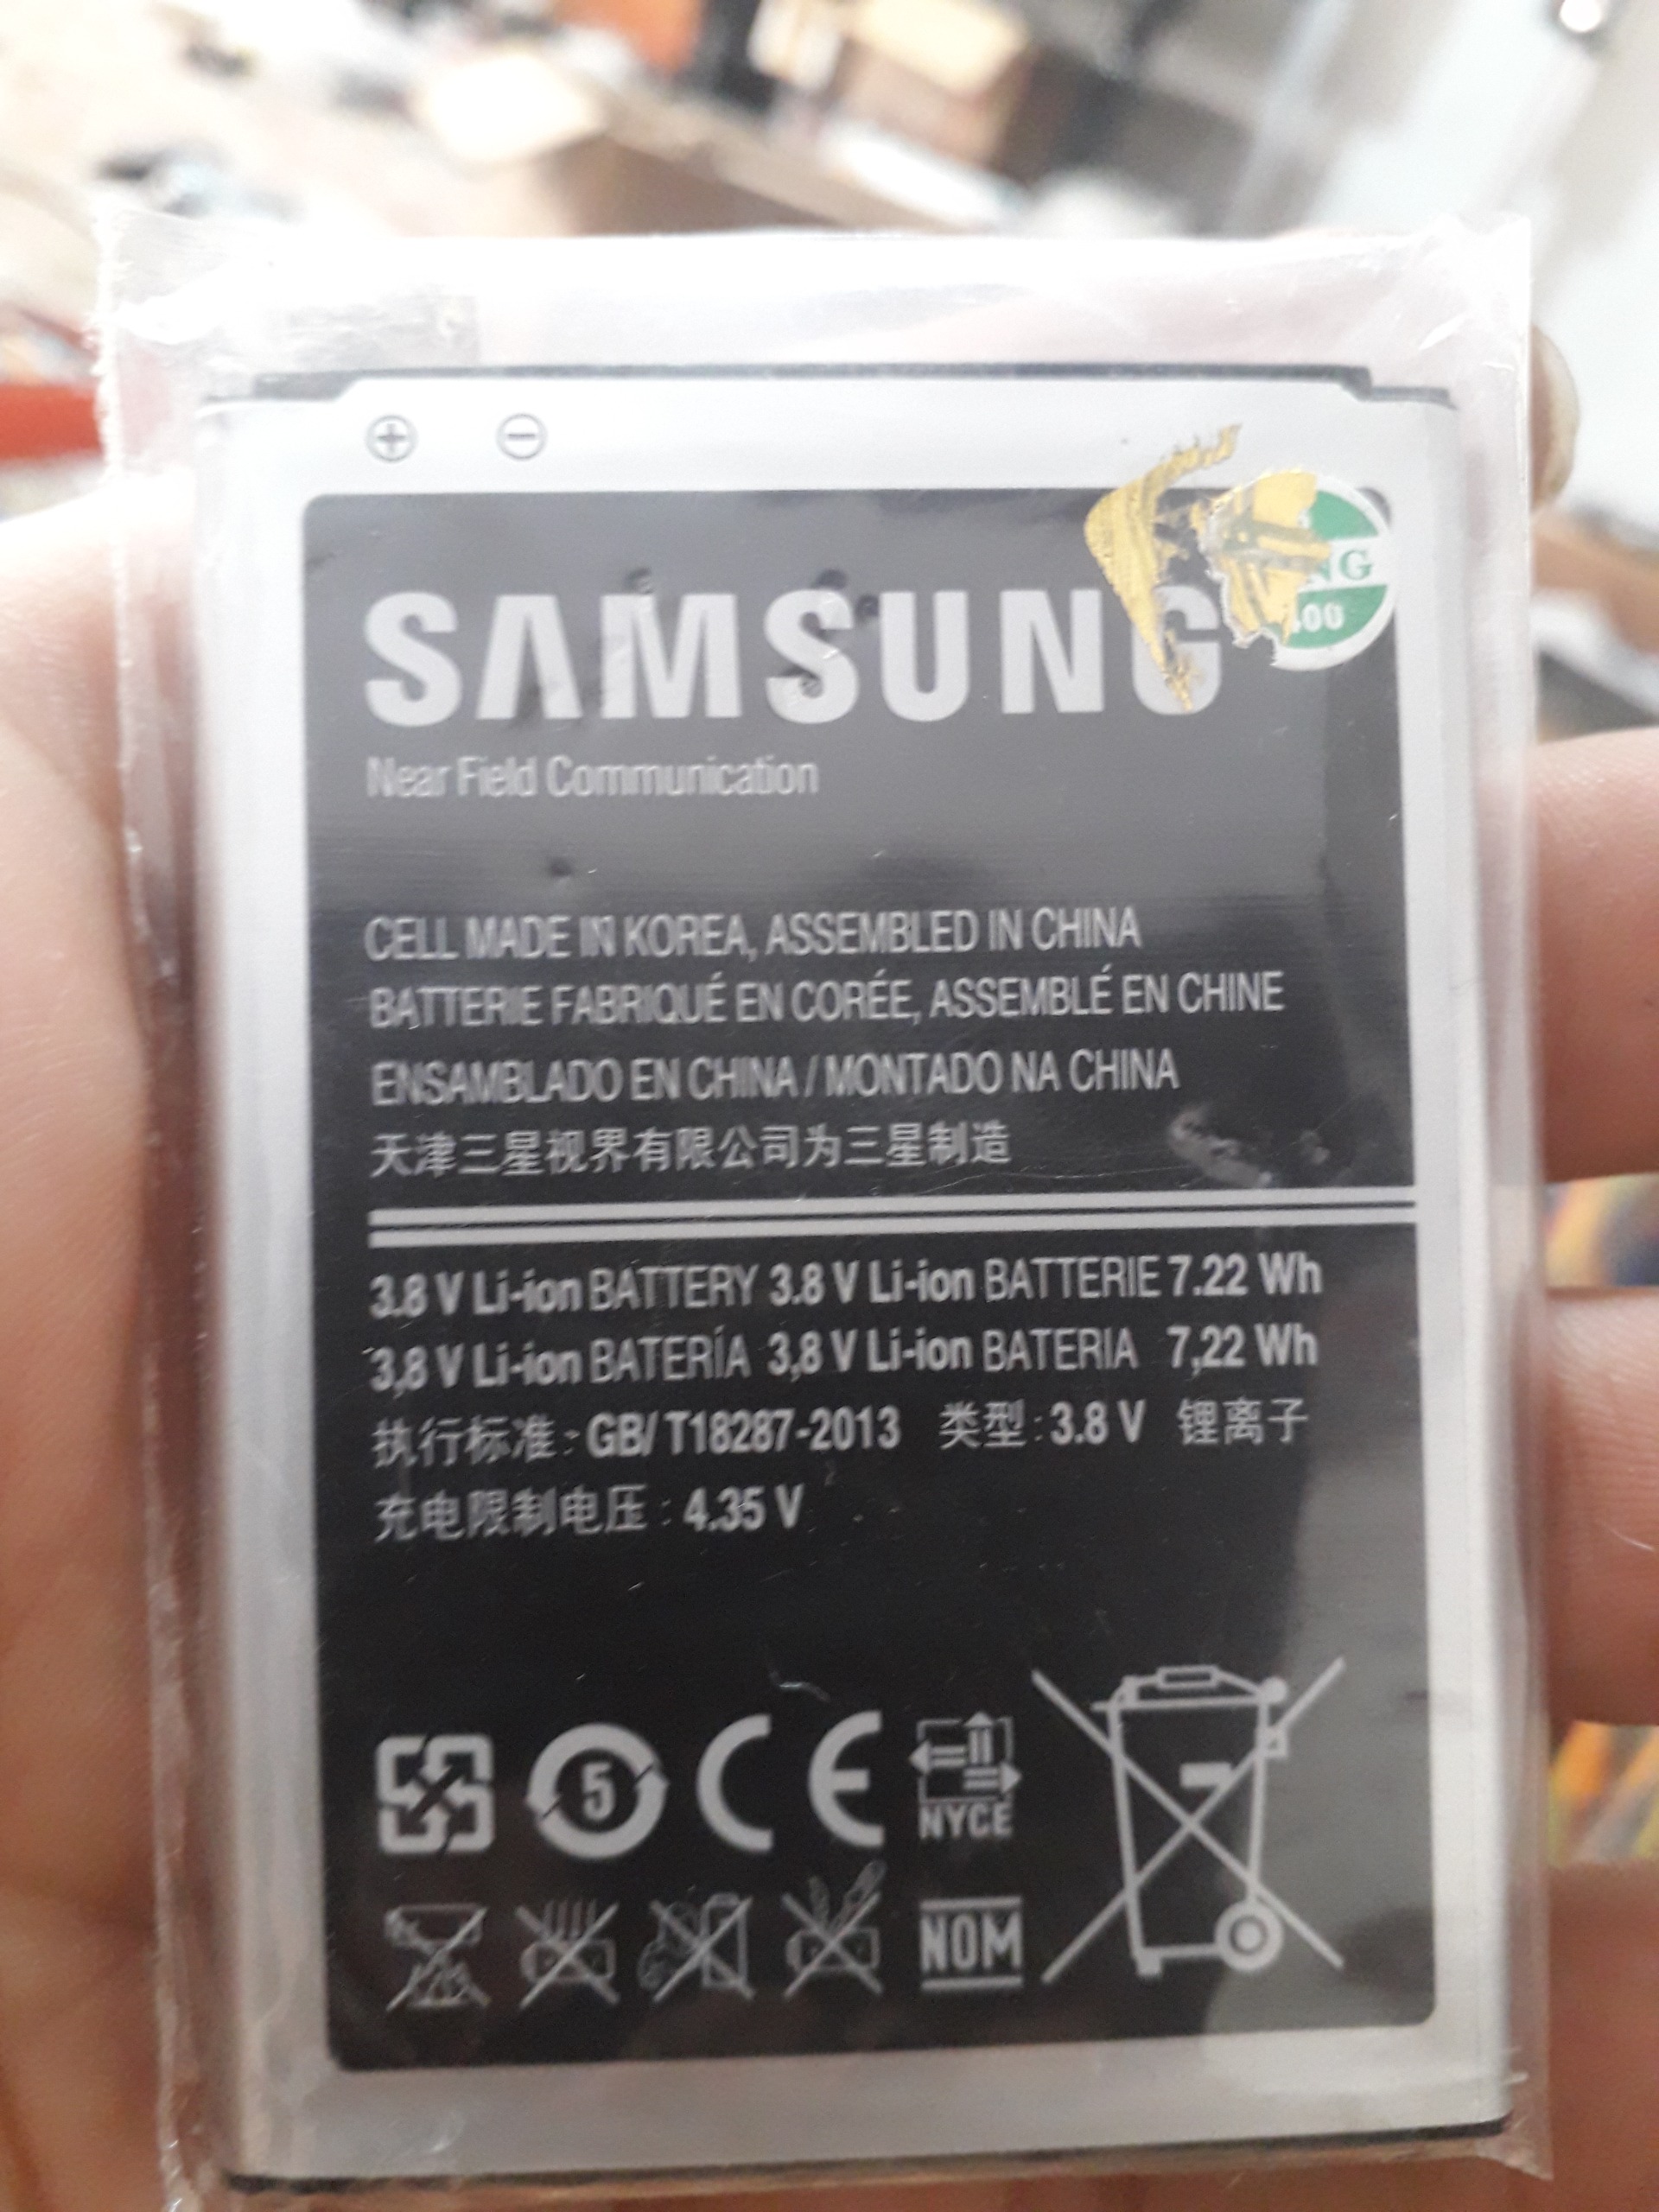 SAMSUNG
Near Field Communication
CELL MADE IN KOREA, ASSEMBLED IN CHINA
BATTERIE FABRIQUÉ EN CORÉE, ASSEMBLÉ EN CHINE
ENSAMBLADO EN CHINA / MONTADO NA CHINA
天津三星视界有限公司为三星制造
3.8 V Li-ion BATTERY 3.8 V Li-ion BATTERIE 7.22 Wh
3,8 V Li-ion BATERÍA 3,8 V Li-ion BATERIA 7,22 Wh
执行标准: GB/ T18287-2013 类型: 3.8 V 锂离子
充电限制电压: 4.35 V
5 CE
NYCE
NOM